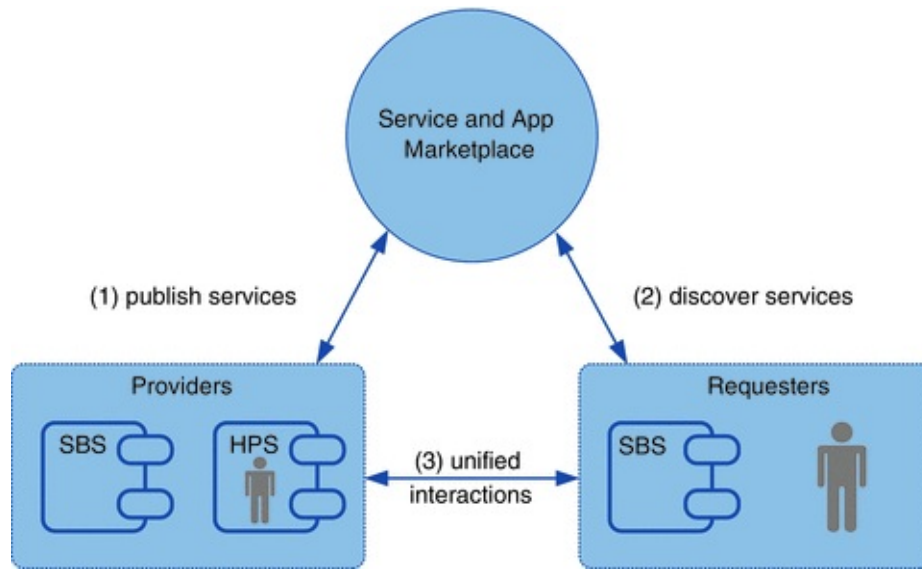 Service and App
Marketplace
(1) publish services
(2) discover services
Providers
SBS
HPS
(3) unified
interactions
Requesters
SBS